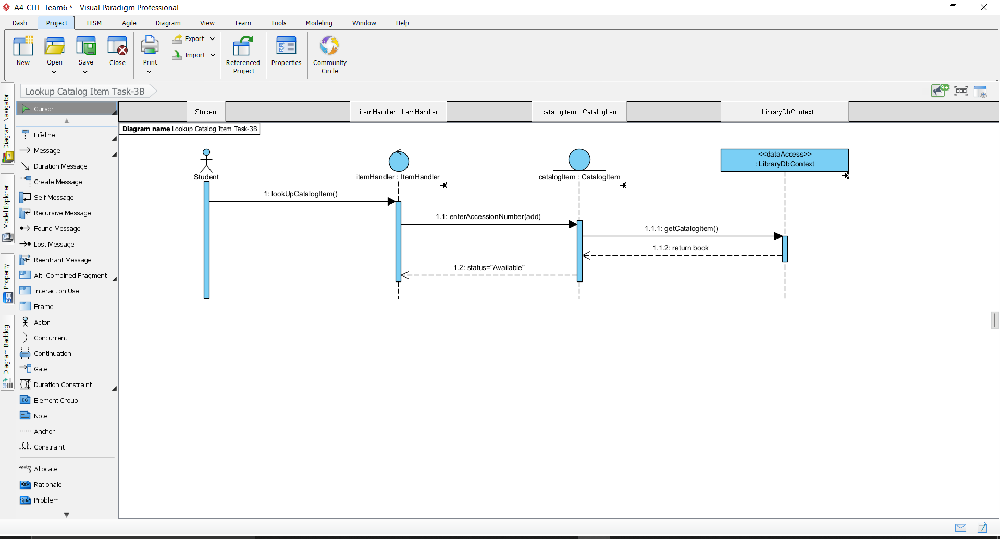 A4_CITL_Team6 * - Visual Paradigm Professional
Dash Project ITSM Agile Diagram View Team Tools Modeling Window Help
New Open Save Close Print Export Import Referenced Project Properties Community Circle
Lookup Catalog Item Task-3B
9+
Diagram Navigator
Model Explorer
Property
Diagram Backlog
Cursor
Lifeline
Message
Duration Message
Create Message
Self Message
Recursive Message
Found Message
Lost Message
Reentrant Message
Alt. Combined Fragment
Interaction Use
Frame
Actor
Concurrent
Continuation
Gate
Duration Constraint
EG Element Group
Note
Anchor
Constraint
Allocate
Rationale
Problem
Student itemHandler : ItemHandler catalogItem : CatalogItem : LibraryDbContext
Diagram name Lookup Catalog Item Task-3B
<<dataAccess>>
: LibraryDbContext
Student itemHandler : ItemHandler catalogItem : CatalogItem
1: lookUpCatalogItem()
1.1: enterAccessionNumber(add)
1.1.1: getCatalogItem()
1.1.2: return book
1.2: status="Available"